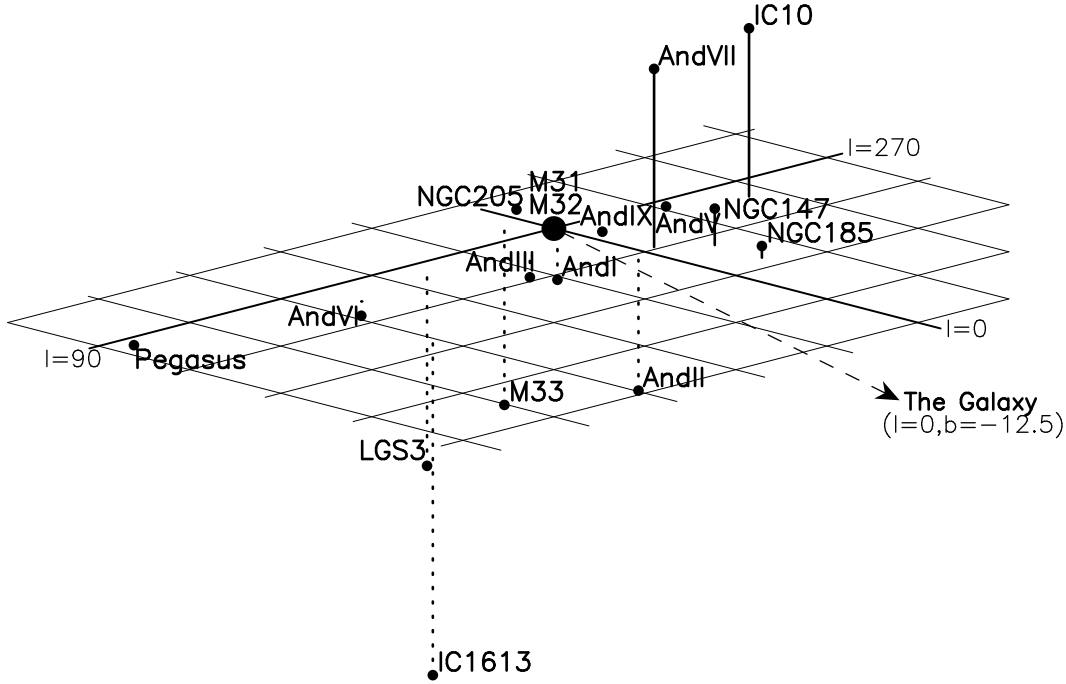 IC10
AndVII
l=270
M31
NGC205
M32
AndIX
AndV
NGC147
NGC185
AndIII
AndI
AndVI
l=0
l=90
Pegasus
AndII
M33
The Galaxy
(l=0,b=−12.5)
LGS3
IC1613